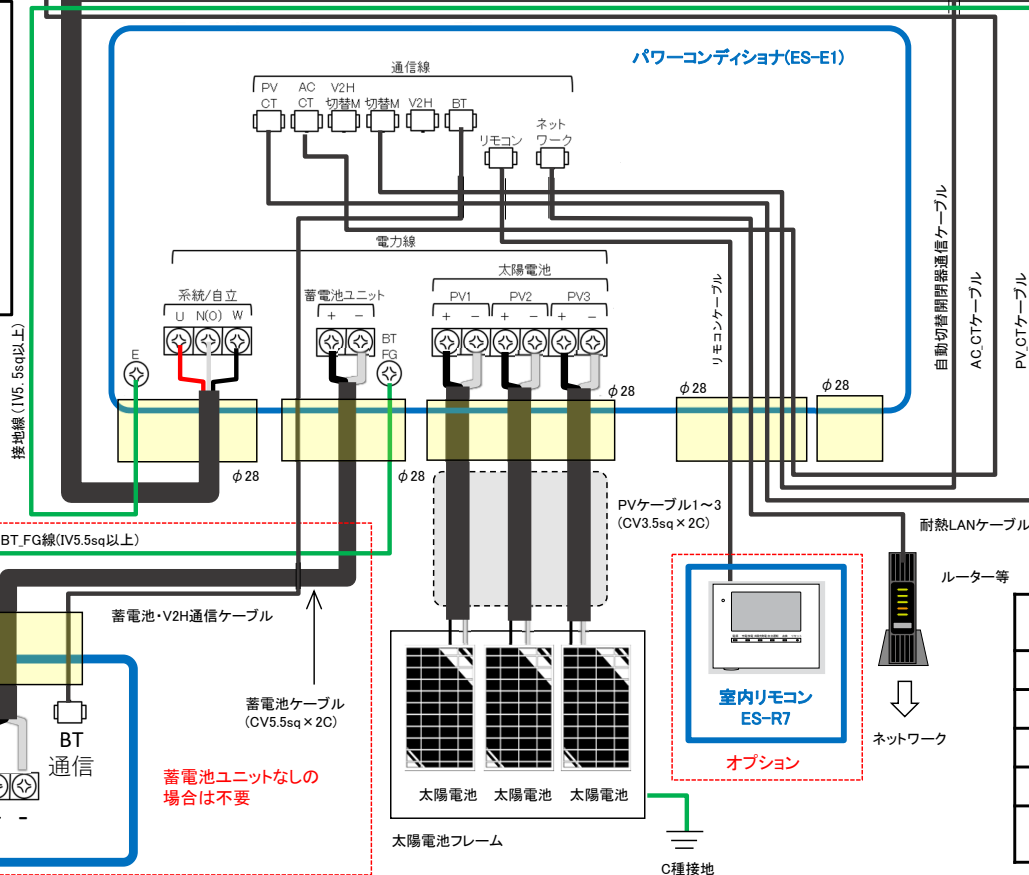 パワーコンディショナ(ES-E1)
通信線
PV AC V2H
CT CT 切替M 切替M V2H BT
リモコン
ネット
ワーク
電力線
系統/自立
U N(O) W
蓄電池ユニット
+ −
BT
FG
太陽電池
PV1 PV2 PV3
+ − + − + −
E
φ28
φ28
φ28
φ28
φ28
接地線(IV5.5sq以上)
リモコンケーブル
自動切替開閉器通信ケーブル
AC_CTケーブル
PV_CTケーブル
PVケーブル1~3
(CV3.5sq×2C)
耐熱LANケーブル
ルーター等
ネットワーク
BT_FG線(IV5.5sq以上)
蓄電池・V2H通信ケーブル
蓄電池ケーブル
(CV5.5sq×2C)
BT
通信
-
蓄電池ユニットなしの
場合は不要
太陽電池 太陽電池 太陽電池
太陽電池フレーム
C種接地
室内リモコン
ES-R7
オプション